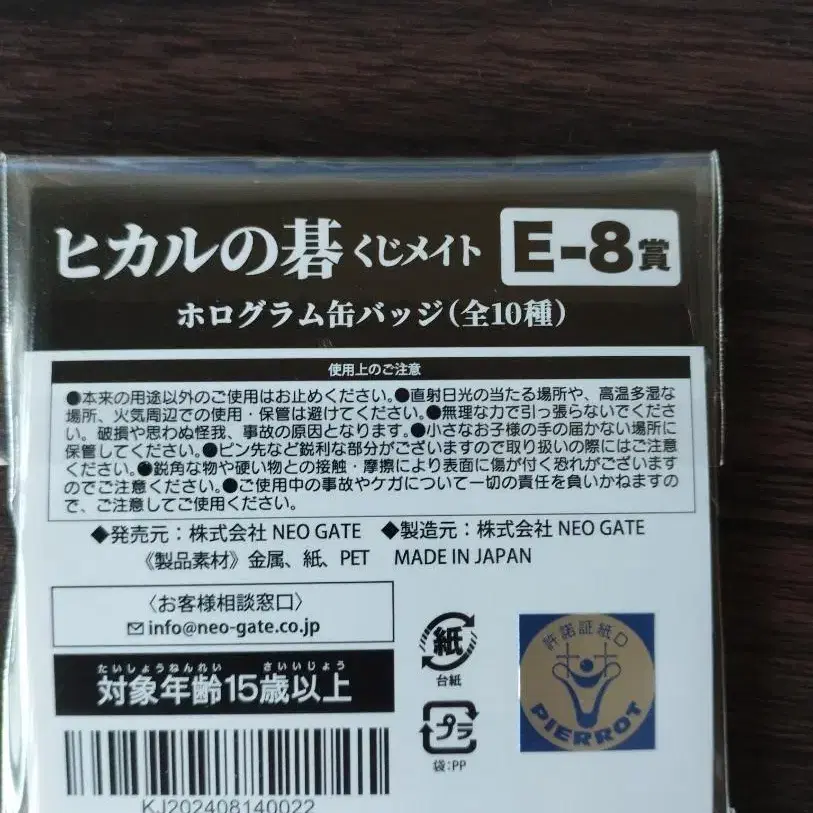 ヒカルの碁 くじメイト E-8賞
ホログラム缶バッジ(全10種)
使用上のご注意
●本来の用途以外のご使用はお止めください。●直射日光の当たる場所や、高温多湿な
場所、火気周辺での使用・保管は避けてください。●無理な力で引っ張らないでくださ
い。破損や思わぬ怪我、事故の原因となります。●小さなお子様の手の届かない場所に
保管してください。●ピン先など鋭利な部分がございますので取り扱いの際にはご注意
ください。●鋭角な物や硬い物との接触・摩擦により表面に傷が付く恐れがございます
のでご注意ください。●ご使用中の事故やケガについて一切の責任を負いかねますの
で、ご注意してご使用ください。
◆発売元:株式会社 NEO GATE ◆製造元:株式会社 NEO GATE
《製品素材》金属、紙、PET MADE IN JAPAN
〈お客様相談窓口〉
info@neo-gate.co.jp
たいしょうねんれい さいいじょう
対象年齢15歳以上
KJ202408140022
紙
台紙
プラ
袋:PP
許諾証紙D
PIERROT